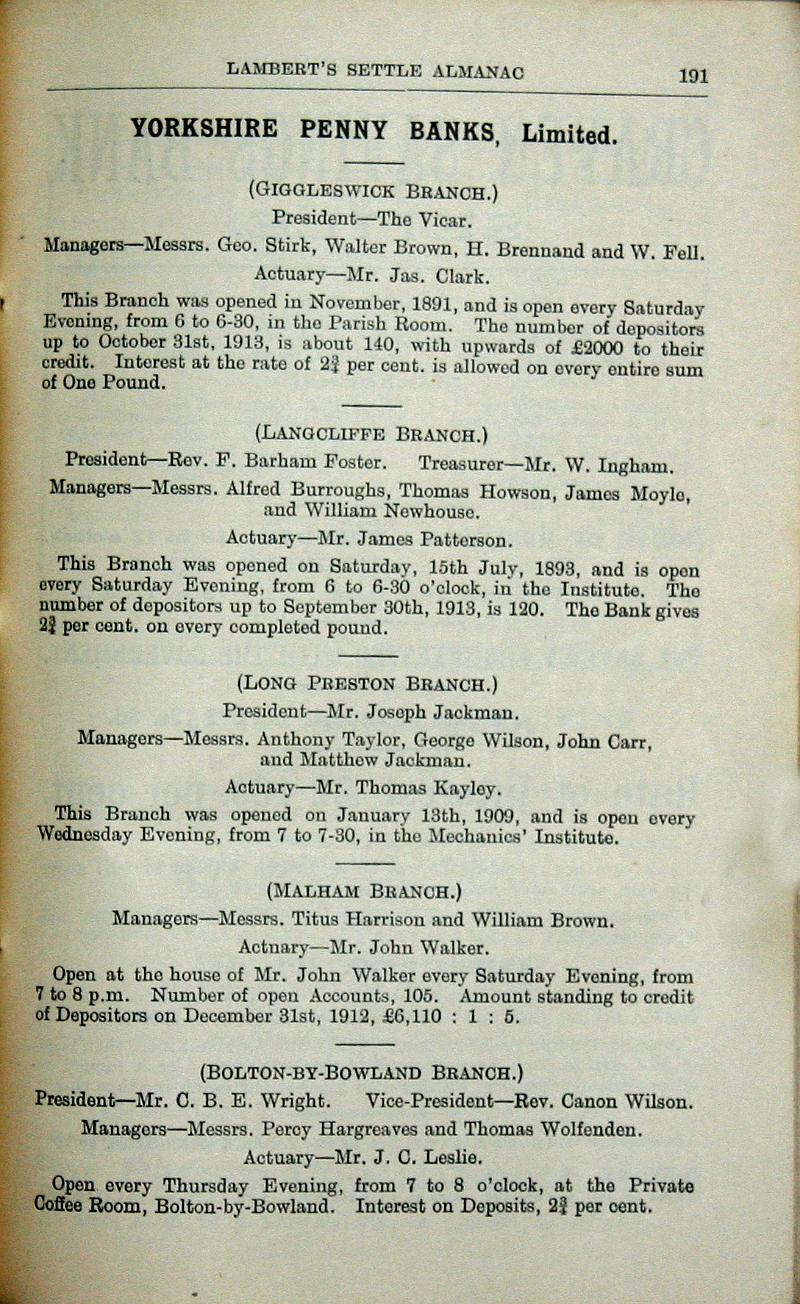 LAMBERT'S SETTLE ALMANAC 191
YORKSHIRE PENNY BANKS, Limited.
(GIGGLESWICK BRANCH.)
President—The Vicar.
Managers—Messrs. Geo. Stirk, Walter Brown, H. Brennand and W. Fell.
Actuary—Mr. Jas. Clark.
This Branch was opened in November, 1891, and is open every Saturday
Evening, from 6 to 6-30, in the Parish Room. The number of depositors
up to October 31st, 1913, is about 140, with upwards of £2000 to their
credit. Interest at the rate of 2¾ per cent. is allowed on every entire sum
of One Pound.
(LANGCLIFFE BRANCH.)
President—Rev. F. Barham Foster. Treasurer—Mr. W. Ingham.
Managers—Messrs. Alfred Burroughs, Thomas Howson, James Moyle,
and William Newhouse.
Actuary—Mr. James Patterson.
This Branch was opened on Saturday, 15th July, 1893, and is open
every Saturday Evening, from 6 to 6-30 o'clock, in the Institute. The
number of depositors up to September 30th, 1913, is 120. The Bank gives
2¾ per cent. on every completed pound.
(LONG PRESTON BRANCH.)
President—Mr. Joseph Jackman.
Managers—Messrs. Anthony Taylor, George Wilson, John Carr,
and Matthew Jackman.
Actuary—Mr. Thomas Kayley.
This Branch was opened on January 13th, 1909, and is open every
Wednesday Evening, from 7 to 7-30, in the Mechanics' Institute.
(MALHAM BRANCH.)
Managers—Messrs. Titus Harrison and William Brown.
Actnary—Mr. John Walker.
Open at the house of Mr. John Walker every Saturday Evening, from
7 to 8 p.m. Number of open Accounts, 105. Amount standing to credit
of Depositors on December 31st, 1912, £6,110 : 1 : 5.
(BOLTON-BY-BOWLAND BRANCH.)
President—Mr. C. B. E. Wright. Vice-President—Rev. Canon Wilson.
Managers—Messrs. Percy Hargreaves and Thomas Wolfenden.
Actuary—Mr. J. C. Leslie.
Open every Thursday Evening, from 7 to 8 o'clock, at the Private
Coffee Room, Bolton-by-Bowland. Interest on Deposits, 2¾ per cent.